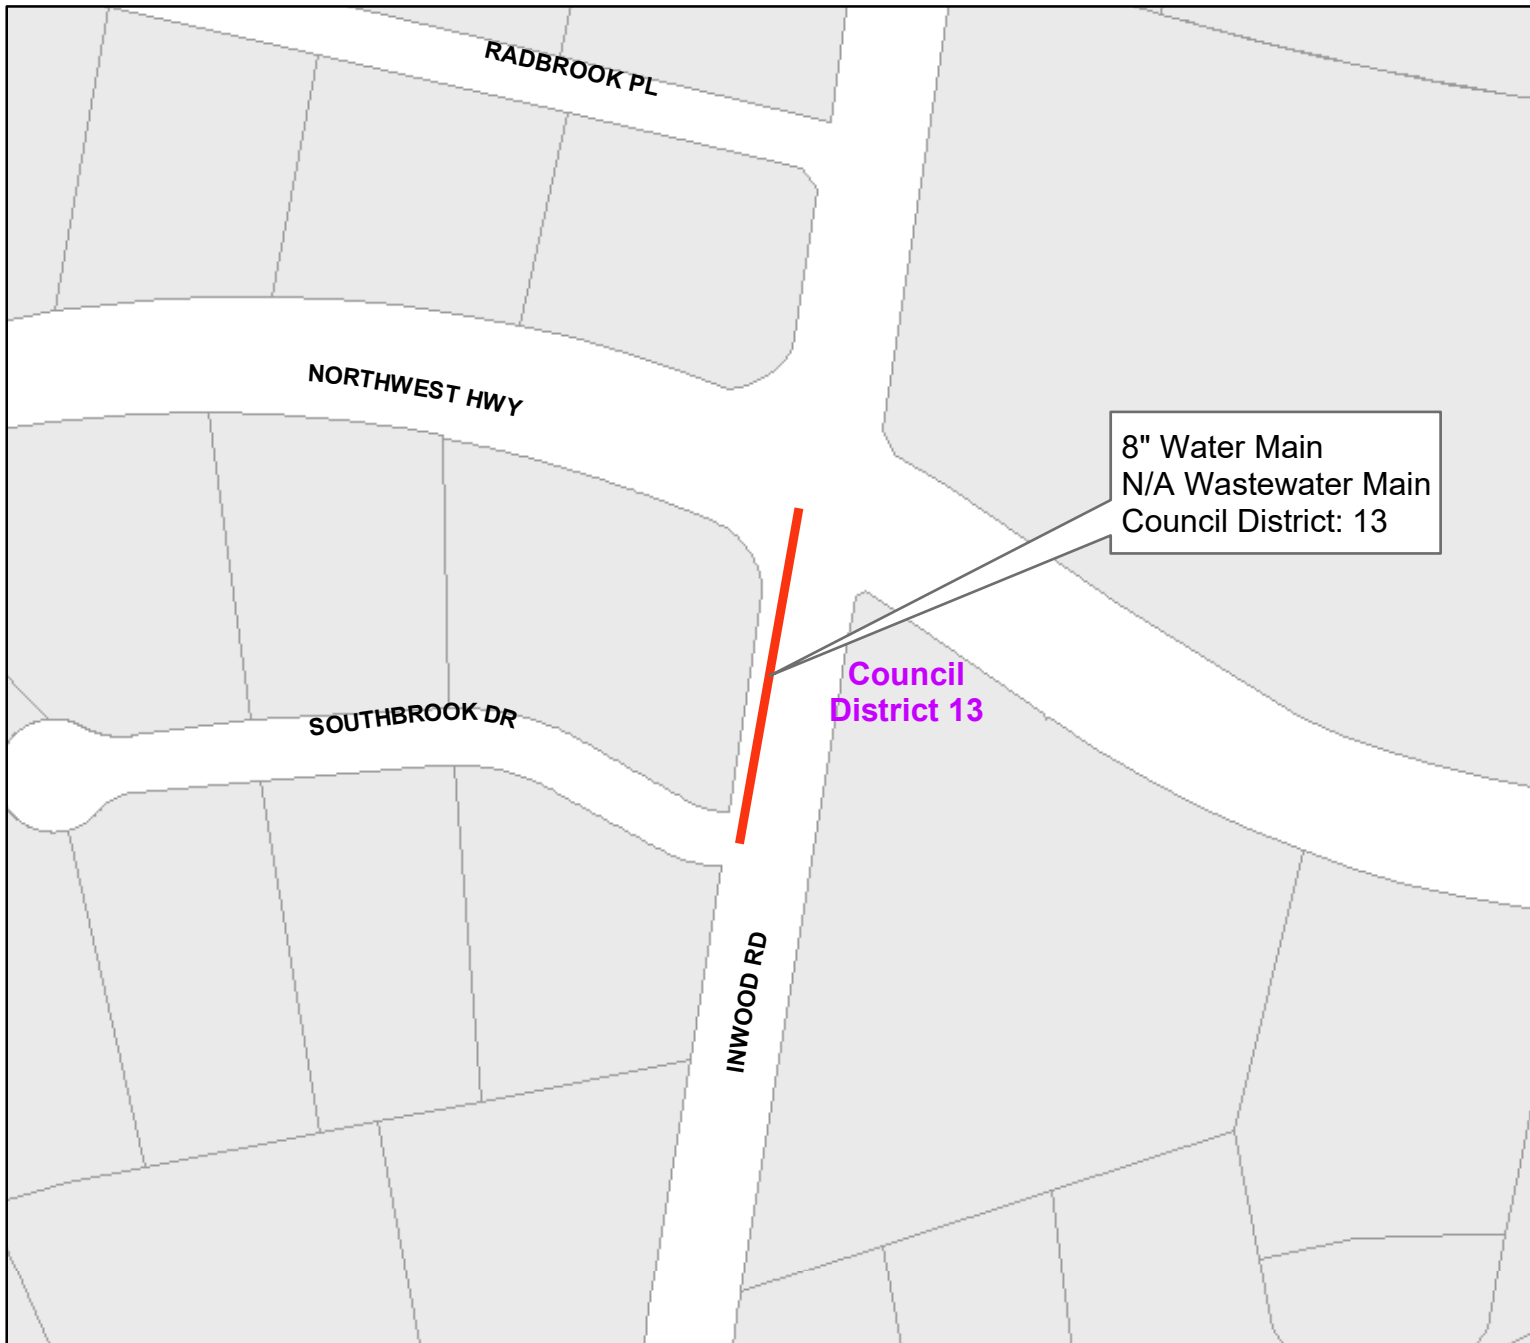 RADBROOK PL
NORTHWEST HWY
8" Water Main
N/A Wastewater Main
Council District: 13
Council
District 13
SOUTHBROOK DR
INWOOD RD